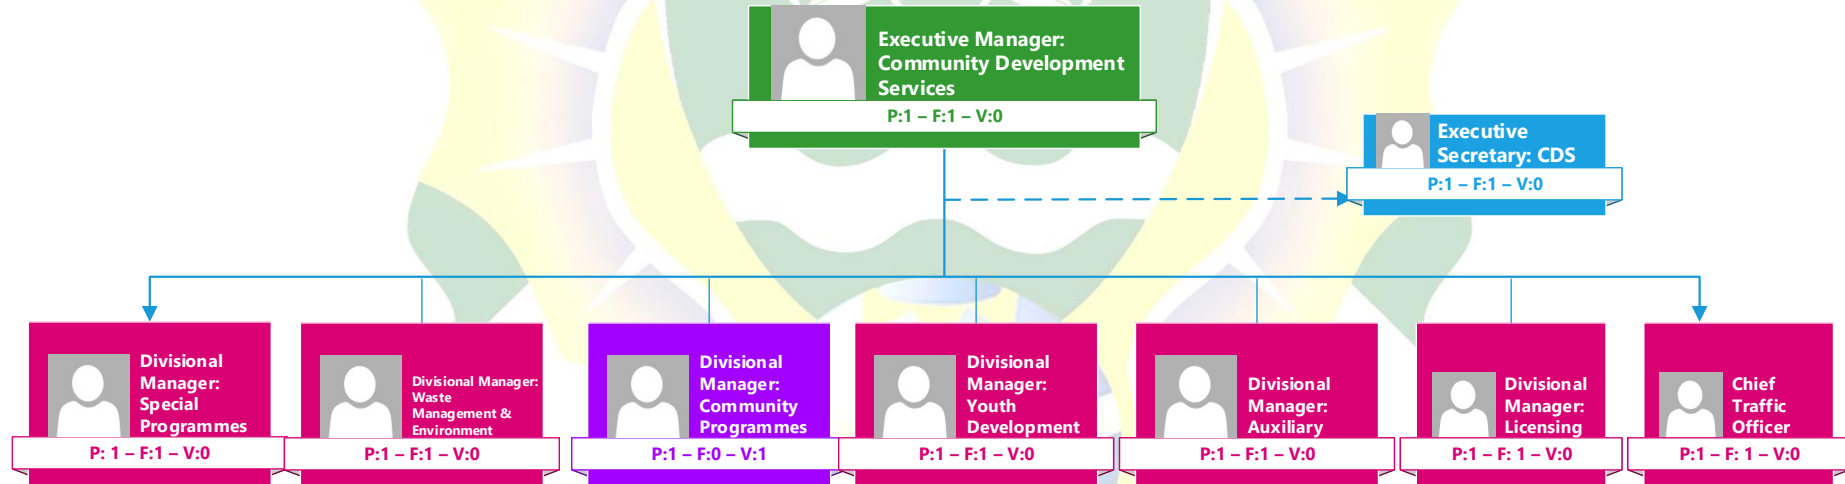 Executive Manager:
Community Development
Services
P:1 – F:1 – V:0
Executive
Secretary: CDS
P:1 – F:1 – V:0
Divisional
Manager:
Special
Programmes
P: 1 – F:1 – V:0
Divisional Manager:
Waste
Management &
Environment
P:1 – F:1 – V:0
Divisional
Manager:
Community
Programmes
P:1 – F:0 – V:1
Divisional
Manager:
Youth
Development
P:1 – F:1 – V:0
Divisional
Manager:
Auxiliary
P:1 – F:1 – V:0
Divisional
Manager:
Licensing
P:1 – F: 1 – V:0
Chief
Traffic
Officer
P:1 – F: 1 – V:0